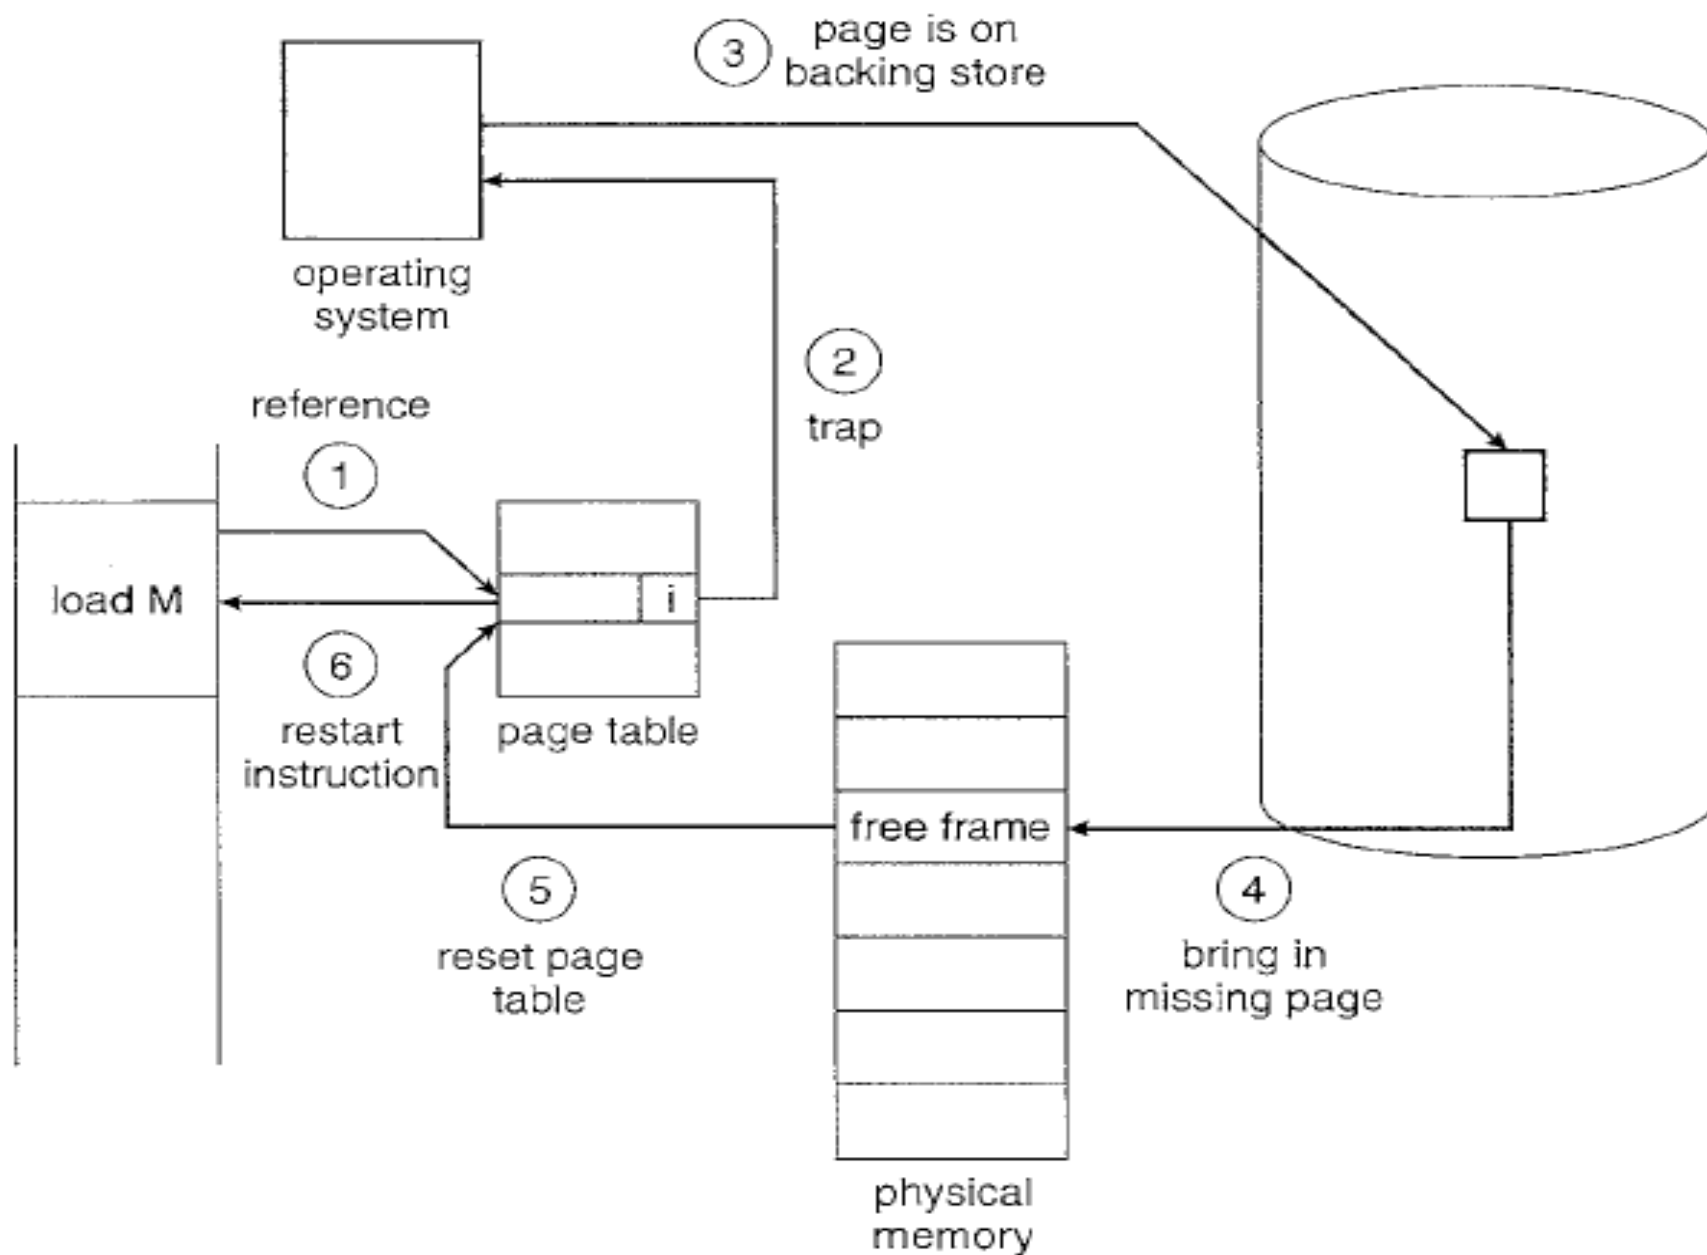 3
page is on
backing store
operating
system
2
trap
reference
1
load M
i
6
restart
instruction
page table
free frame
5
reset page
table
4
bring in
missing page
physical
memory